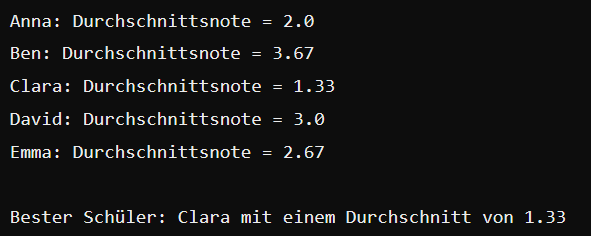 Anna: Durchschnittsnote = 2.0
Ben: Durchschnittsnote = 3.67
Clara: Durchschnittsnote = 1.33
David: Durchschnittsnote = 3.0
Emma: Durchschnittsnote = 2.67
Bester Schüler: Clara mit einem Durchschnitt von 1.33